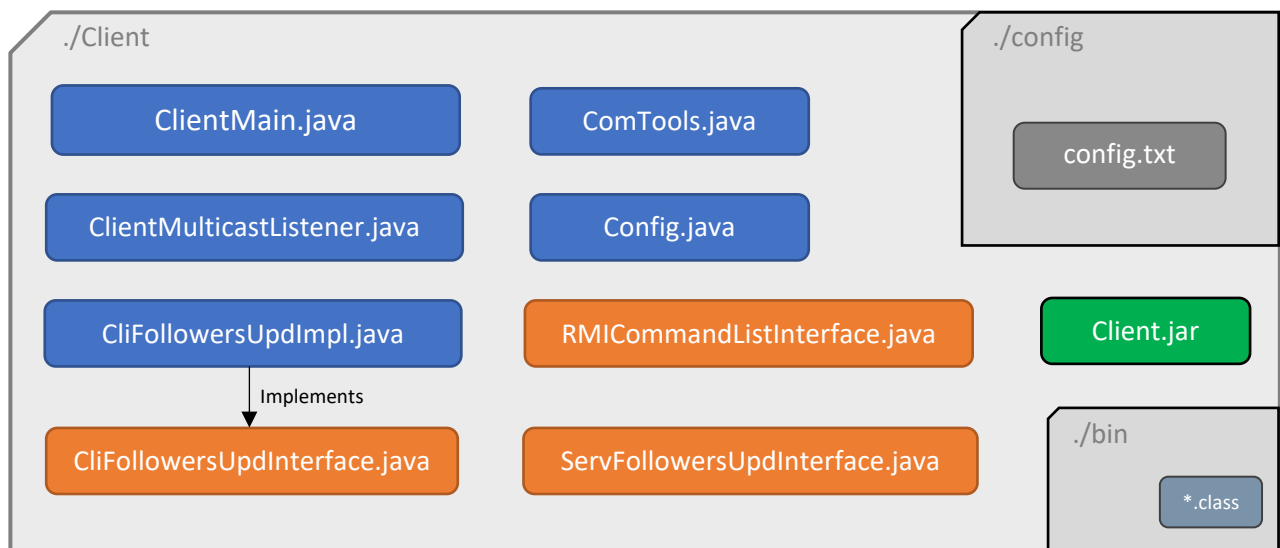 ./Client
./config
ClientMain.java
ComTools.java
config.txt
ClientMulticastListener.java
Config.java
CliFollowersUpdImpl.java
RMICommandListInterface.java
Client.jar
Implements
CliFollowersUpdInterface.java
ServFollowersUpdInterface.java
./bin
*.class